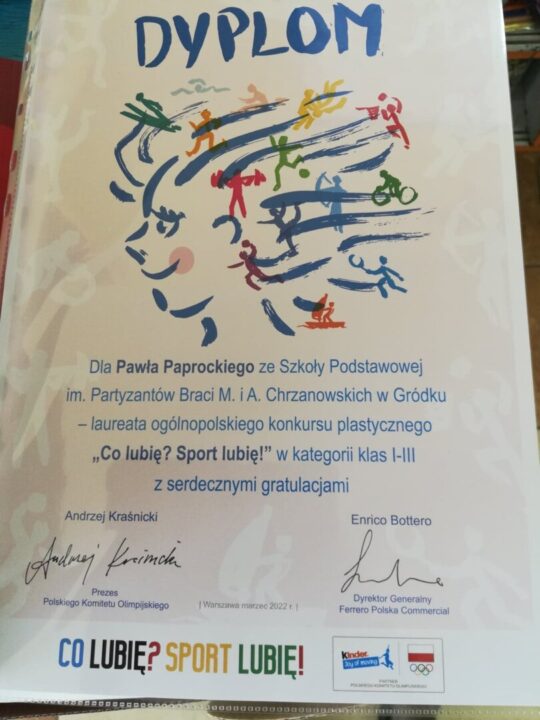 DYPLOM
Dla Pawła Paprockiego ze Szkoły Podstawowej
im. Partyzantów Braci M. i A. Chrzanowskich w Gródku
– laureata ogólnopolskiego konkursu plastycznego
„Co lubię? Sport lubię!” w kategorii klas I-III
z serdecznymi gratulacjami
Andrzej Kraśnicki
Enrico Bottero
Andrzej Kraśnicki
Prezes
Polskiego Komitetu Olimpijskiego
| Warszawa marzec 2022 r. |
Dyrektor Generalny
Ferrero Polska Commercial
CO LUBIĘ? SPORT LUBIĘ!
Kinder
Joy of moving
PARTNER
POLSKIEGO KOMITETU OLIMPIJSKIEGO